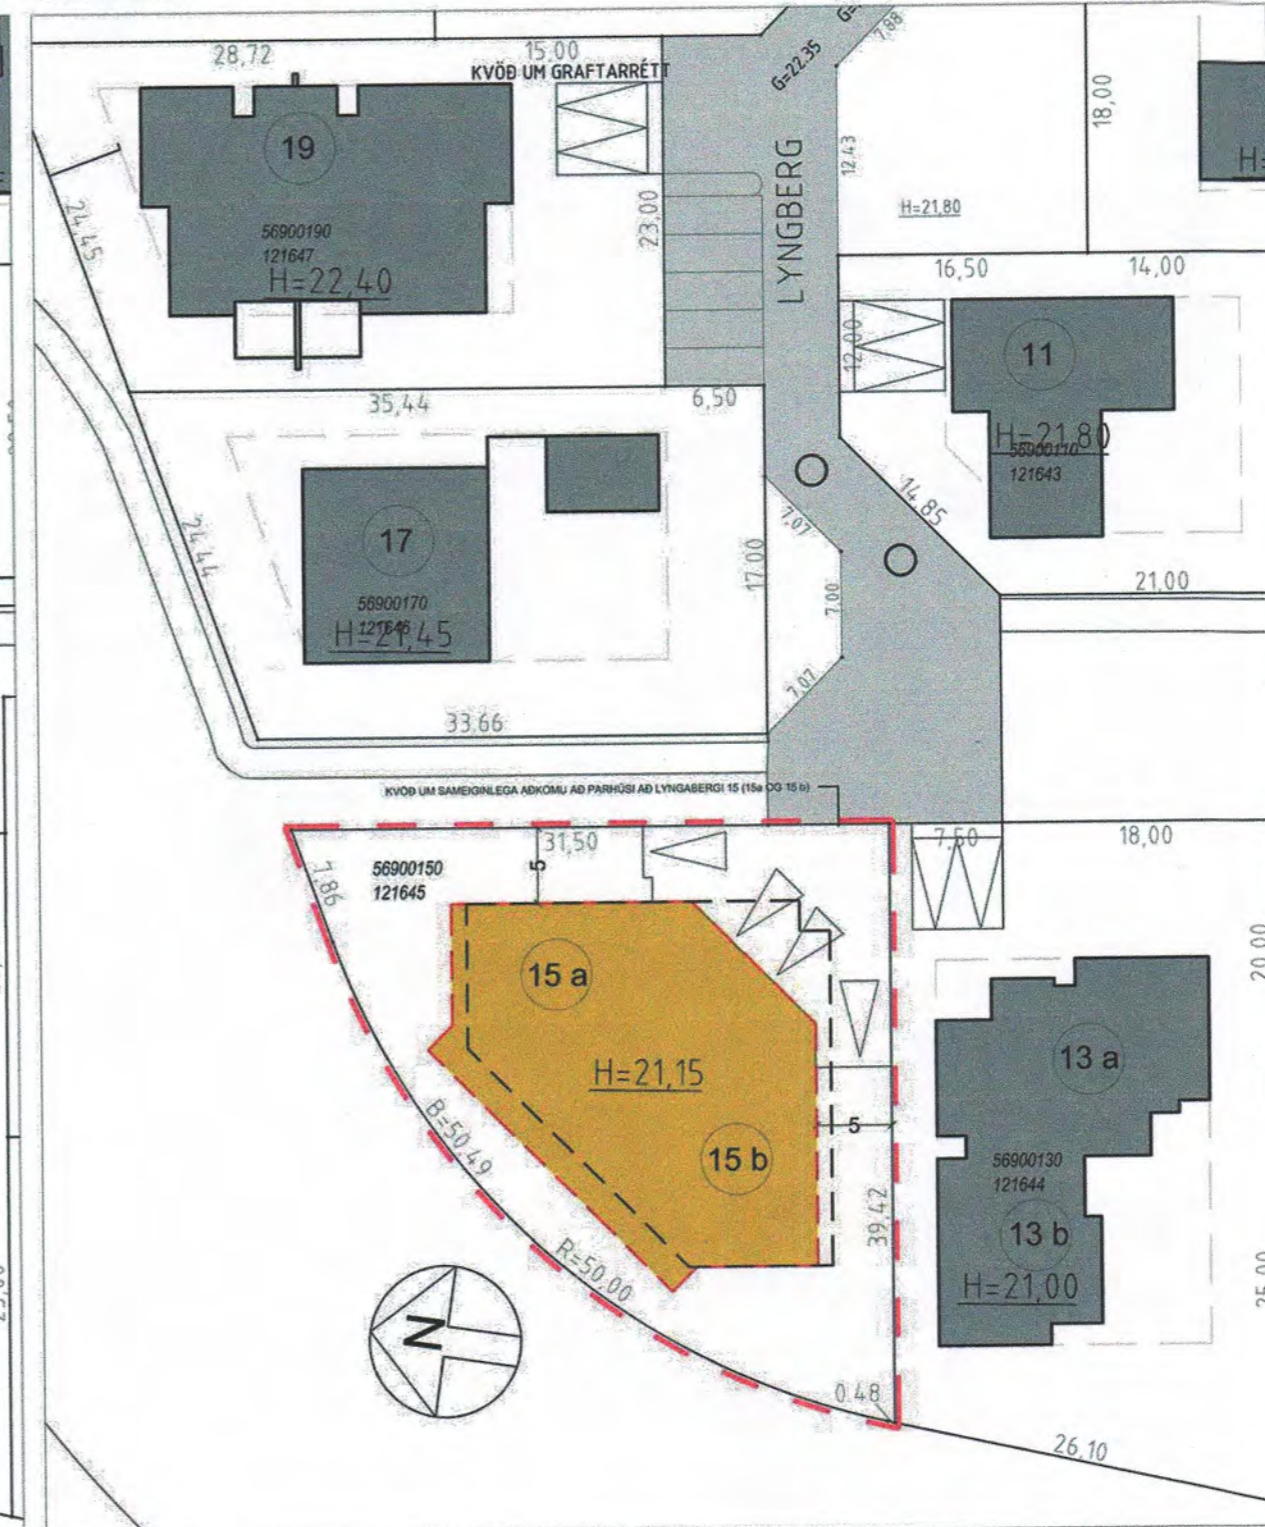 28,72
15.00
KVÖÐ UM GRAFTARRÉTT
G=22.35
7,88
18,00
19
56900190
121647
H=22,40
24,45
23,00
LYNGBERG
12.43
H=21,80
16,50
14,00
12,00
11
H=21,80
56900110
121643
35,44
6,50
14,85
17
56900170
H=21,45
24,44
7,07
17.00
7.00
7,07
21,00
33.66
KVÖÐ UM SAMEIGINLEGA AÐKOMU AÐ PARHÚSI AÐ LYNGABERGI 15 (15a OG 15 b)
31,50
7,50
18,00
56900150
121645
7,86
5
15 a
20,00
H=21,15
13 a
B=50,49
15 b
5
56900130
121644
39,42
13 b
R=50,00
H=21,00
25,00
N
0.48
26,10